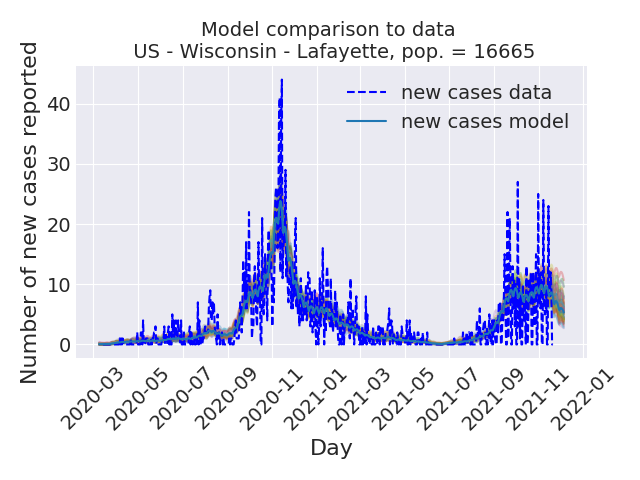 Model comparison to data
US - Wisconsin - Lafayette, pop. = 16665
Number of new cases reported
40
30
20
10
0
new cases data
new cases model
2020-03
2020-05
2020-07
2020-09
2020-11
2021-01
2021-03
2021-05
2021-07
2021-09
2021-11
2022-01
Day